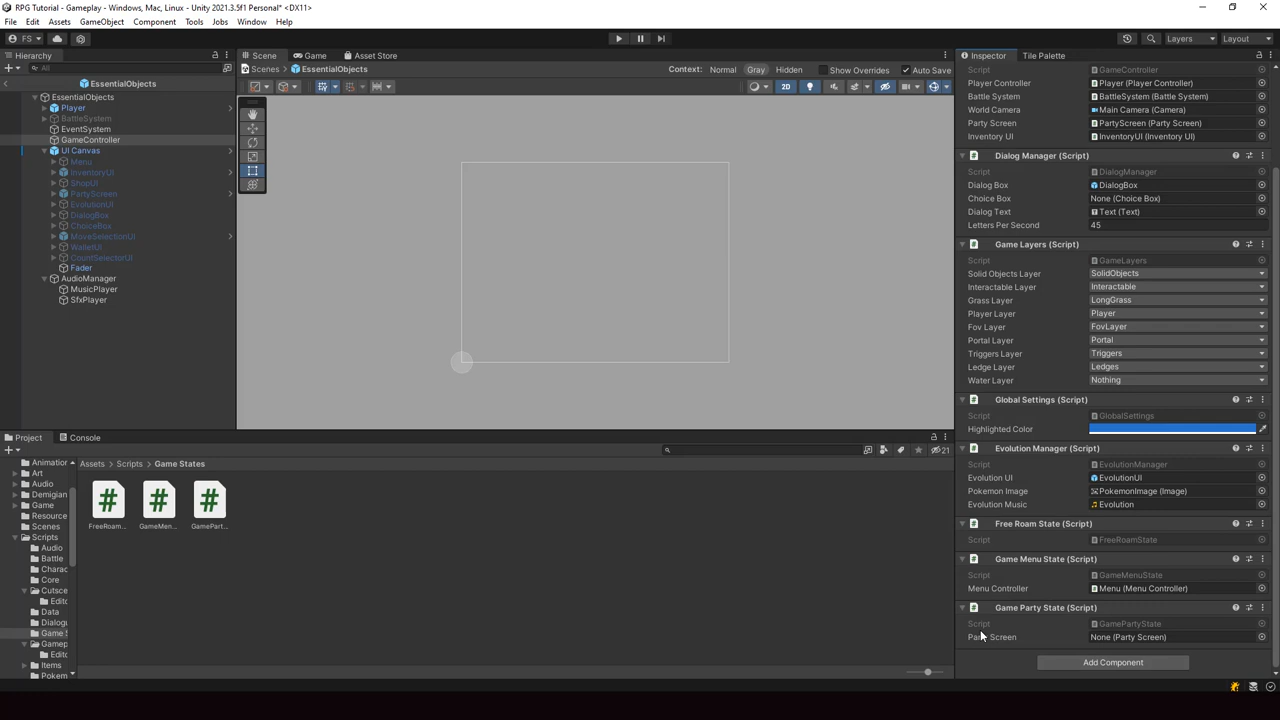 RPG Tutorial - Gameplay - Windows, Mac, Linux - Unity 2021.3.5f1 Personal* <DX11>
File Edit Assets GameObject Component Tools Jobs Window Help
FS Layers Layout
Hierarchy Scene Game Asset Store Inspector Tile Palette
All Scenes EssentialObjects Context: Normal Gray Hidden Show Overrides Auto Save
EssentialObjects
2D
EssentialObjects
Player
BattleSystem
EventSystem
GameController
UI Canvas
Menu
InventoryUI
ShopUI
PartyScreen
EvolutionUI
DialogBox
ChoiceBox
MoveSelectionUI
WalletUI
CountSelectorUI
Fader
AudioManager
MusicPlayer
SfxPlayer
Script GameController
Player Controller Player (Player Controller)
Battle System BattleSystem (Battle System)
World Camera Main Camera (Camera)
Party Screen PartyScreen (Party Screen)
Inventory UI InventoryUI (Inventory UI)
Dialog Manager (Script)
Script DialogManager
Dialog Box DialogBox
Choice Box None (Choice Box)
Dialog Text Text (Text)
Letters Per Second 45
Game Layers (Script)
Script GameLayers
Solid Objects Layer SolidObjects
Interactable Layer Interactable
Grass Layer LongGrass
Player Layer Player
Fov Layer FovLayer
Portal Layer Portal
Triggers Layer Triggers
Ledge Layer Ledges
Water Layer Nothing
Global Settings (Script)
Script GlobalSettings
Highlighted Color
Evolution Manager (Script)
Script EvolutionManager
Evolution UI EvolutionUI
Pokemon Image PokemonImage (Image)
Evolution Music Evolution
Free Roam State (Script)
Script FreeRoamState
Game Menu State (Script)
Script GameMenuState
Menu Controller Menu (Menu Controller)
Game Party State (Script)
Script GamePartyState
Screen None (Party Screen)
Add Component
Project Console
21
Assets Scripts Game States
Animation
Art
Audio
Demigian
Game
Resource
Scenes
Scripts
Audio
Battle
Charac
Core
Cutsce
Edito
Data
Dialogu
Game S
Gamep
Edito
Items
Pokem
FreeRoam... GameMen... GamePart...